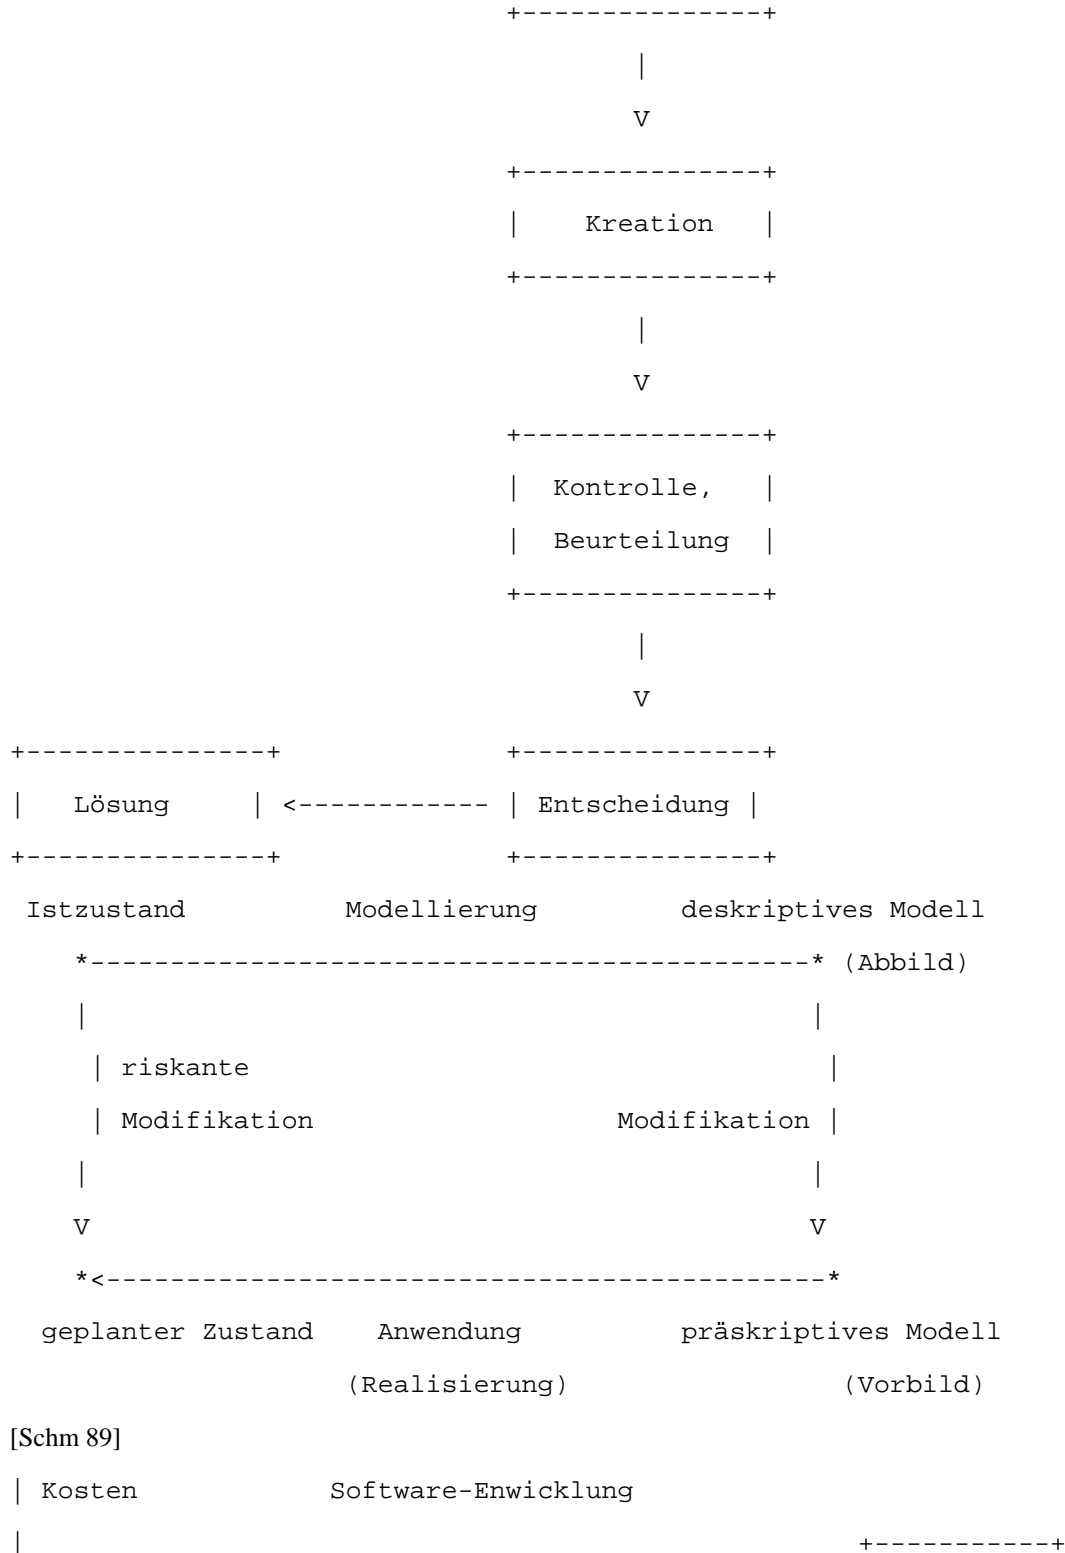 +---------------+
|
V
+---------------+
|    Kreation   |
+---------------+
|
V
+---------------+
|  Kontrolle,   |
|  Beurteilung  |
+---------------+
|
V
+---------------+              +---------------+
|   Lösung     | <------------ | Entscheidung |
+---------------+              +---------------+
Istzustand          Modellierung         deskriptives Modell
*---------------------------------------------* (Abbild)
|                                              |
| riskante                                    |
| Modifikation                   Modifikation |
|                                              |
V                                              V
*<---------------------------------------------*
geplanter Zustand    Anwendung          präskriptives Modell
(Realisierung)                 (Vorbild)
[Schm 89]
| Kosten            Software-Enwicklung
|                                                     +-----------+